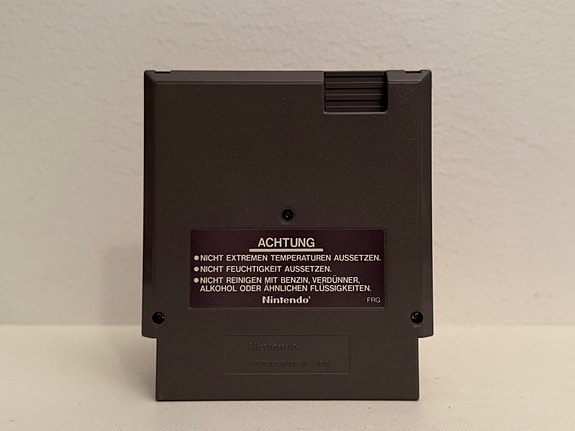 ACHTUNG
● NICHT EXTREMEN TEMPERATUREN AUSSETZEN.
● NICHT FEUCHTIGKEIT AUSSETZEN.
● NICHT REINIGEN MIT BENZIN, VERDÜNNER,
ALKOHOL ODER ÄHNLICHEN FLÜSSIGKEITEN.
Nintendo®
FRG
Nintendo®